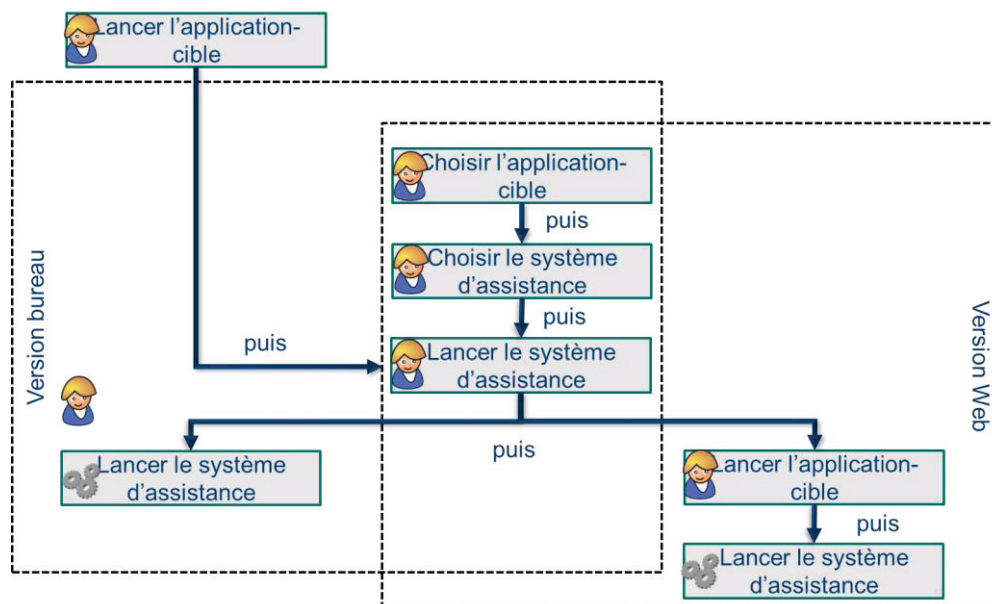 Lancer l'application-
cible
Choisir l'application-
cible
puis
Choisir le système
d'assistance
puis
Lancer le système
d'assistance
puis
Version bureau
Version Web
puis
Lancer le système
d'assistance
Lancer l'application-
cible
puis
Lancer le système
d'assistance